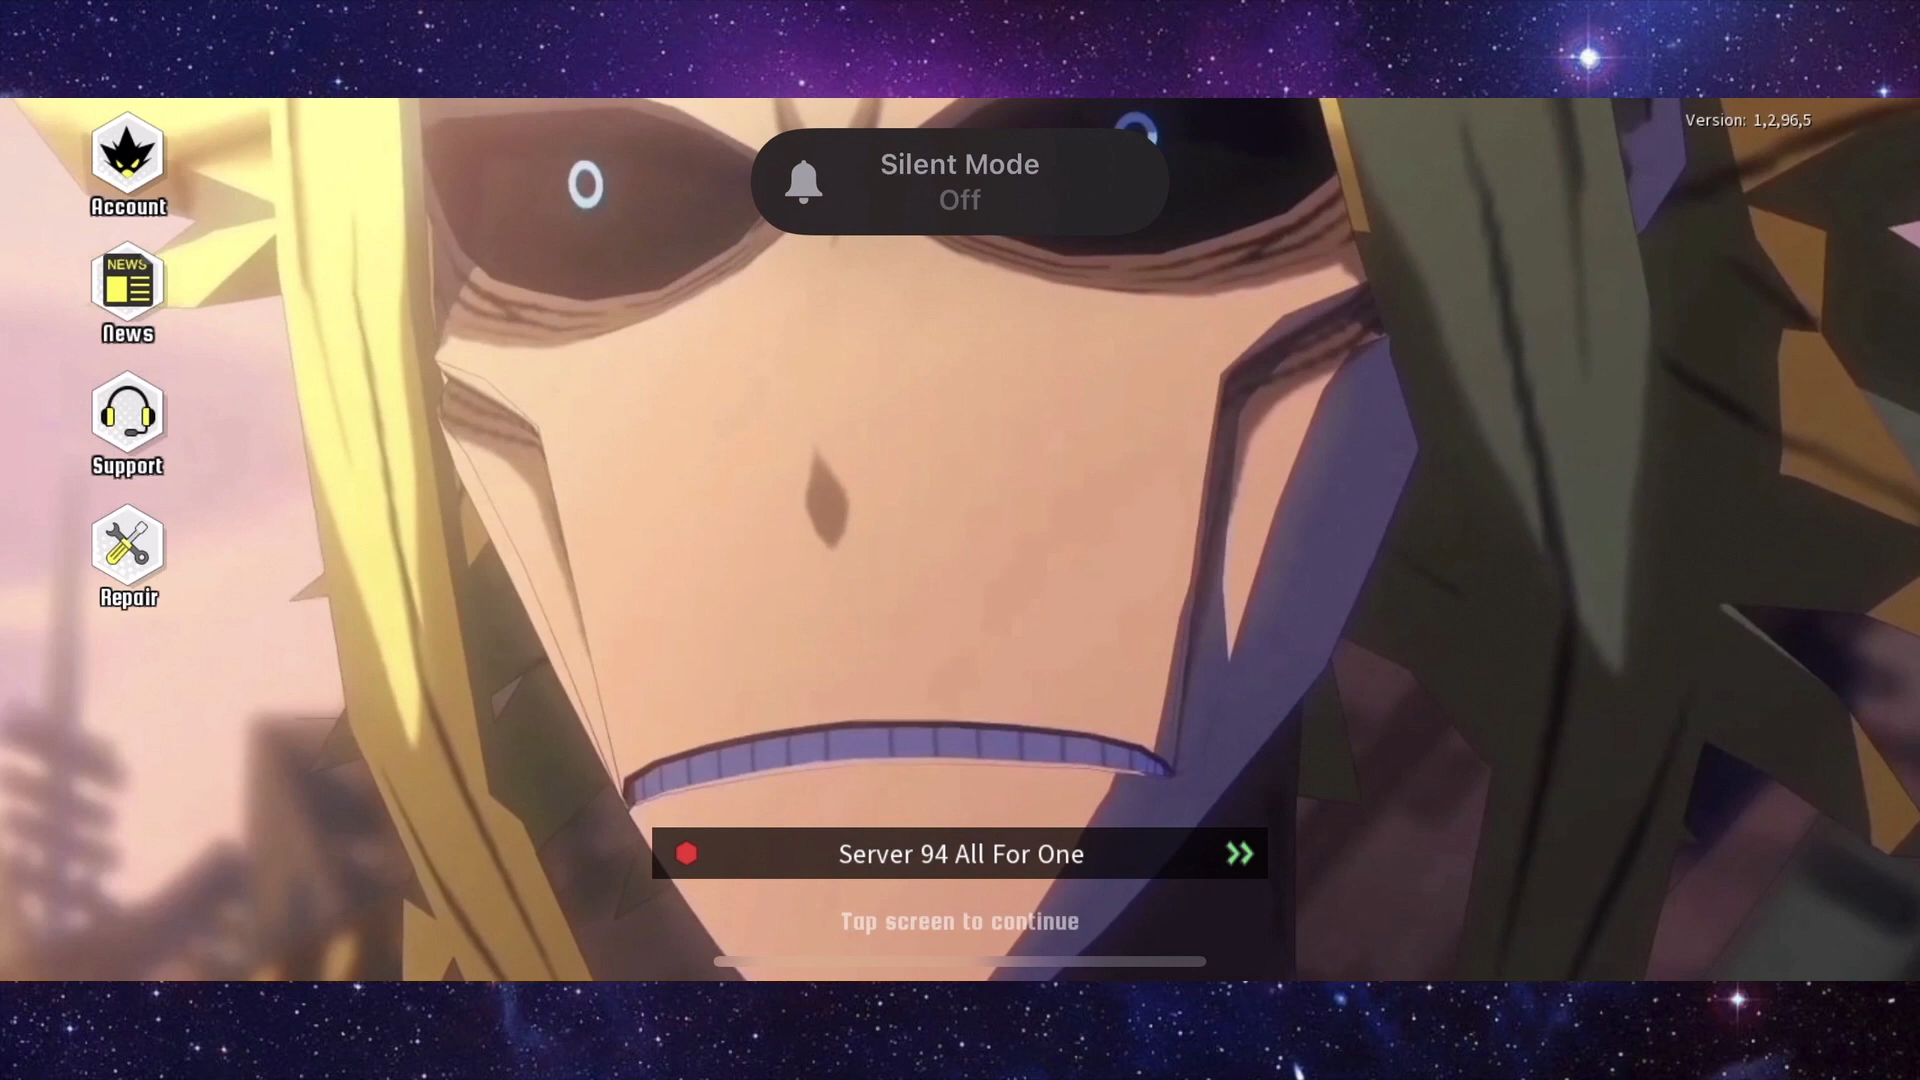 Version: 1,2,96,5
Silent Mode
Off
Account
NEWS
News
Support
Repair
Server 94 All For One
Tap screen to continue